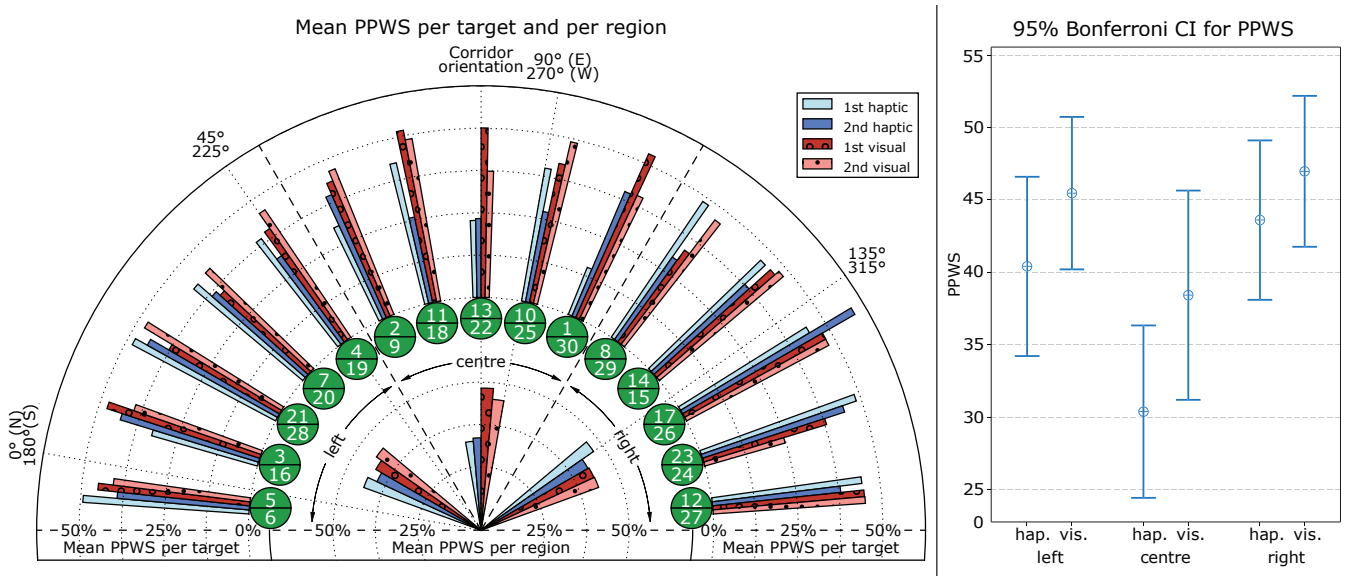 Mean PPWS per target and per region
Corridor
orientation
90° (E)
270° (W)
45°
225°
135°
315°
0° (N)
180°(S)
1st haptic
2nd haptic
1st visual
2nd visual
5
6
3
16
21
28
7
20
4
19
2
9
11
18
13
22
10
25
1
30
8
29
14
15
17
26
23
24
12
27
left
centre
right
50% 25% 0% 50% 25% 25% 50% 0% 25% 50%
Mean PPWS per target
Mean PPWS per region
Mean PPWS per target
95% Bonferroni CI for PPWS
PPWS
55
50
45
40
35
30
25
0
hap. vis. hap. vis. hap. vis.
left centre right